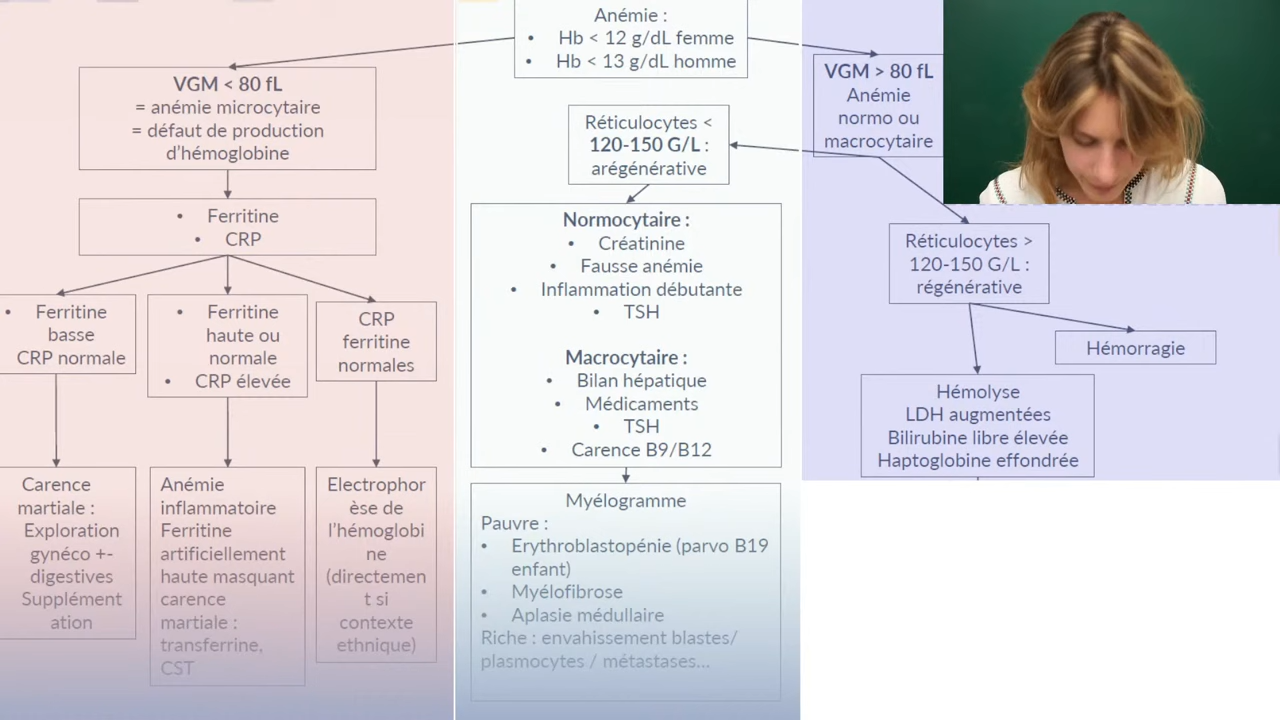 Anémie :
• Hb < 12 g/dL femme
• Hb < 13 g/dL homme
VGM < 80 fL
= anémie microcytaire
= défaut de production
d’hémoglobine
• Ferritine
• CRP
• Ferritine
basse
CRP normale
• Ferritine
haute ou
normale
• CRP élevée
CRP
ferritine
normales
Carence
martiale :
Exploration
gynéco +-
digestives
Supplément
ation
Anémie
inflammatoire
Ferritine
artificiellement
haute masquant
carence
martiale :
transferrine,
CST
Electrophor
èse de
l’hémoglobi
ne
(directemen
t si
contexte
ethnique)
Réticulocytes <
120-150 G/L :
arégénérative
Normocytaire :
• Créatinine
• Fausse anémie
• Inflammation débutante
• TSH
Macrocytaire :
• Bilan hépatique
• Médicaments
• TSH
• Carence B9/B12
Myélogramme
Pauvre :
• Erythroblastopénie (parvo B19
enfant)
• Myélofibrose
• Aplasie médullaire
Riche : envahissement blastes/
plasmocytes / métastases...
VGM > 80 fL
Anémie
normo ou
macrocytaire
Réticulocytes >
120-150 G/L :
régénérative
Hémorragie
Hémolyse
LDH augmentées
Bilirubine libre élevée
Haptoglobine effondrée